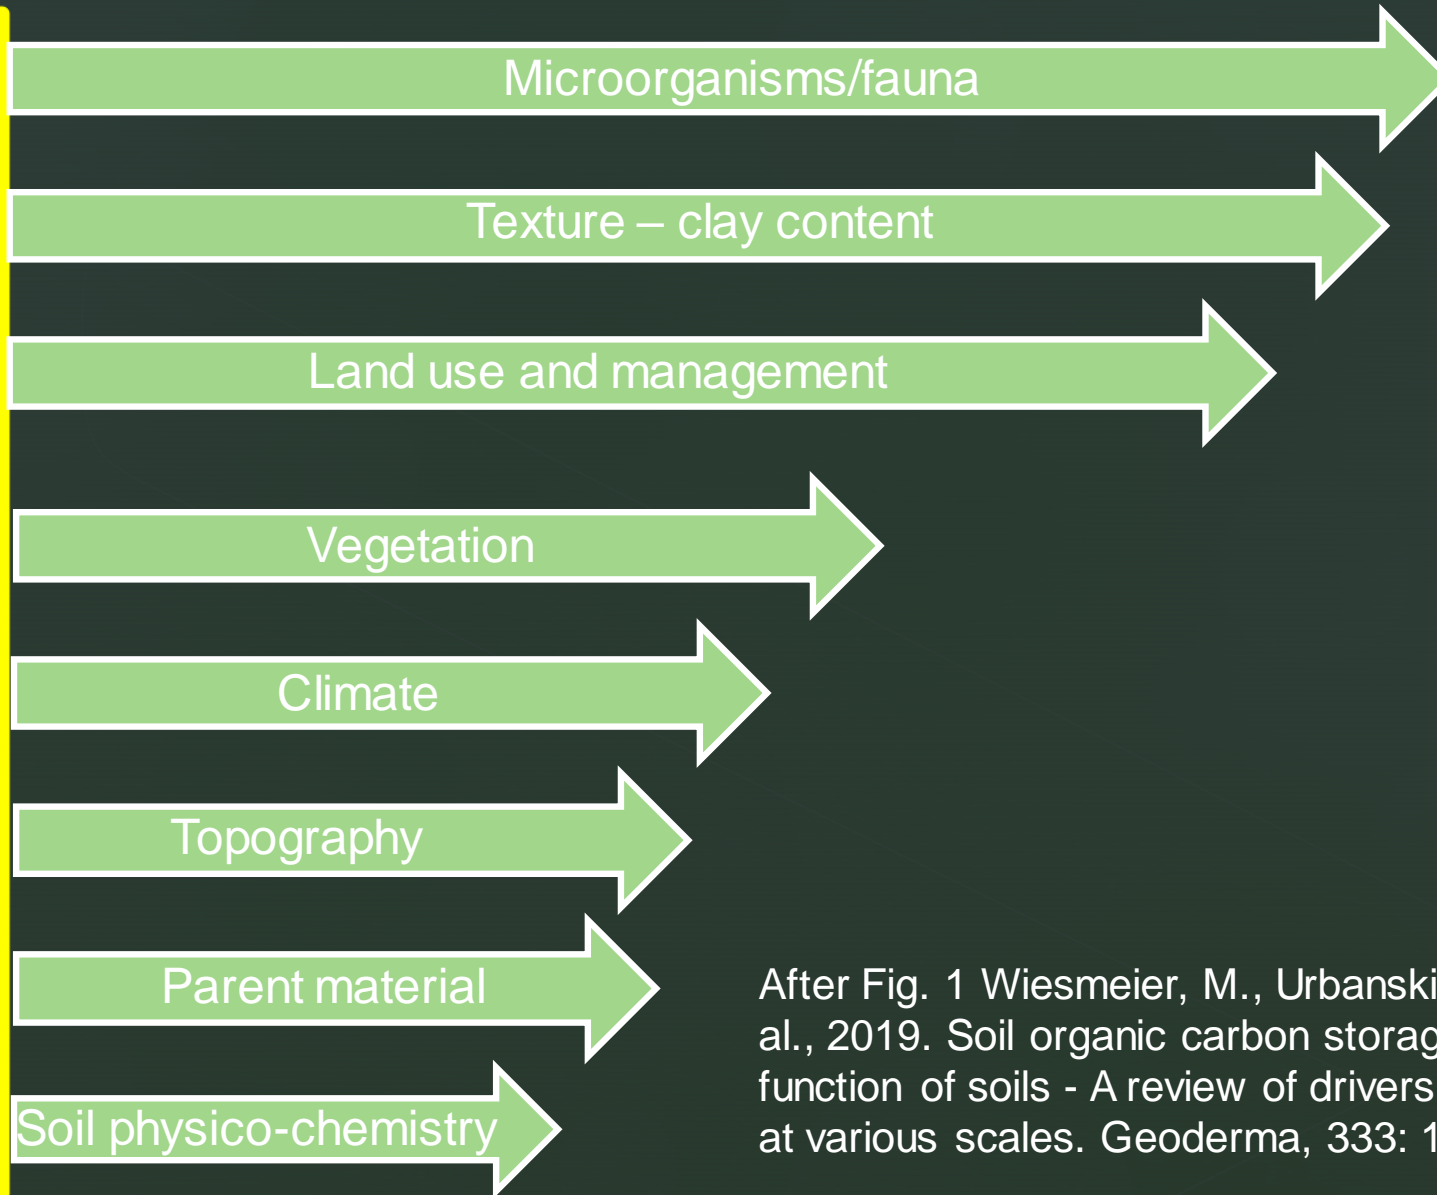 Microorganisms/fauna
Texture – clay content
Land use and management
Vegetation
Climate
Topography
Parent material
Soil physico-chemistry
After Fig. 1 Wiesmeier, M., Urbanski
al., 2019. Soil organic carbon storag
function of soils - A review of drivers
at various scales. Geoderma, 333: 1